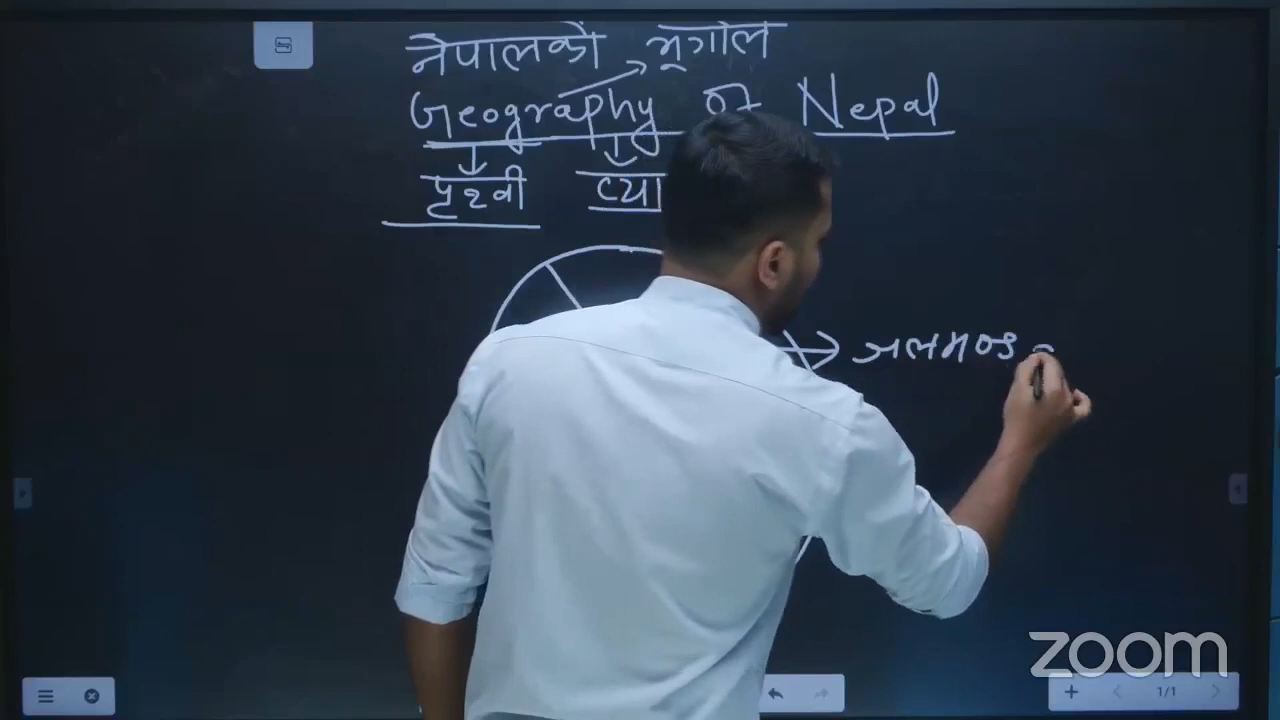 नेपालको भूगोल
Geography of Nepal
पृथ्वी व्या
जलमण्ड
zoom
1/1